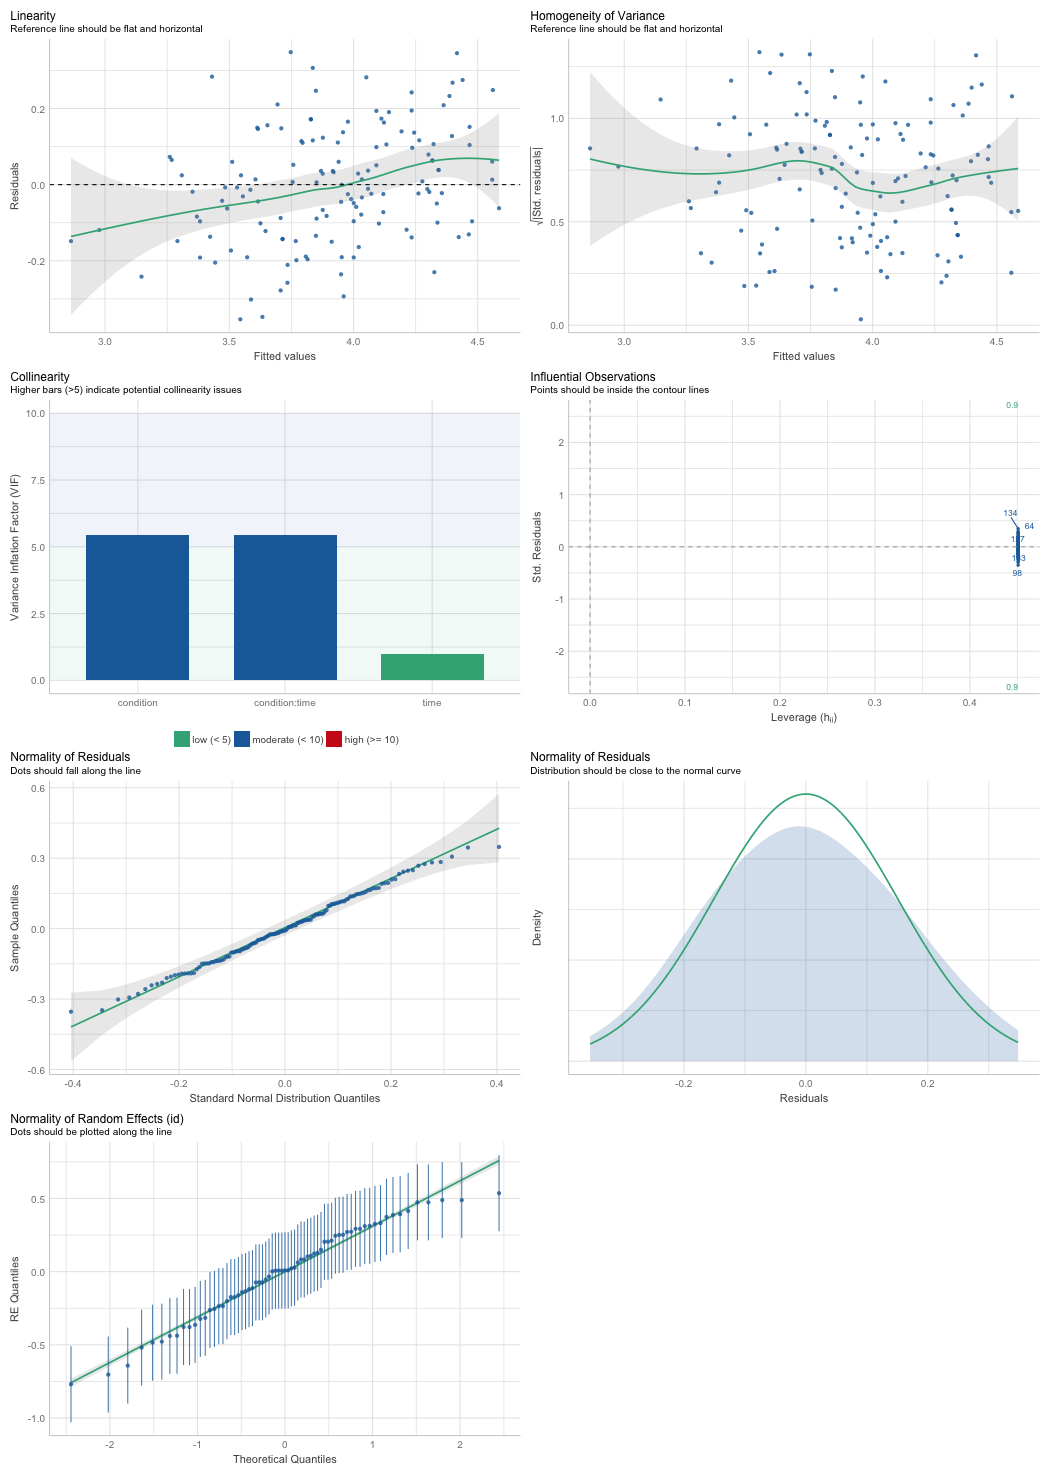 Linearity
Reference line should be flat and horizontal
Residuals
0.2
0.0
-0.2
3.0 3.5 4.0 4.5
Fitted values
Homogeneity of Variance
Reference line should be flat and horizontal
√|Std. residuals|
1.0
0.5
0.0
3.0 3.5 4.0 4.5
Fitted values
Collinearity
Higher bars (>5) indicate potential collinearity issues
Variance Inflation Factor (VIF)
10.0
7.5
5.0
2.5
0.0
condition condition:time time
low (< 5) moderate (< 10) high (>= 10)
Influential Observations
Points should be inside the contour lines
Std. Residuals
2
1
0
-1
-2
0.9
134
64
98
0.9
0.0 0.1 0.2 0.3 0.4
Leverage (hᵢᵢ)
Normality of Residuals
Dots should fall along the line
Sample Quantiles
0.6
0.3
0.0
-0.3
-0.6
-0.4 -0.2 0.0 0.2 0.4
Standard Normal Distribution Quantiles
Normality of Residuals
Distribution should be close to the normal curve
Density
-0.2 0.0 0.2
Residuals
Normality of Random Effects (id)
Dots should be plotted along the line
RE Quantiles
0.5
0.0
-0.5
-1.0
-2 -1 0 1 2
Theoretical Quantiles